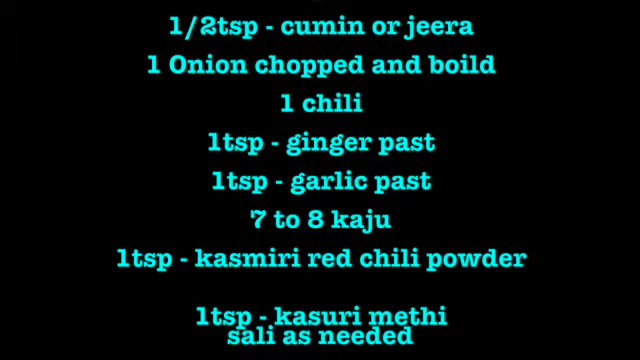 1/2tsp - cumin or jeera
1 Onion chopped and boild
1 chili
1tsp - ginger past
1tsp - garlic past
7 to 8 kaju
1tsp - kasmiri red chili powder
1tsp - kasuri methi
sali as needed